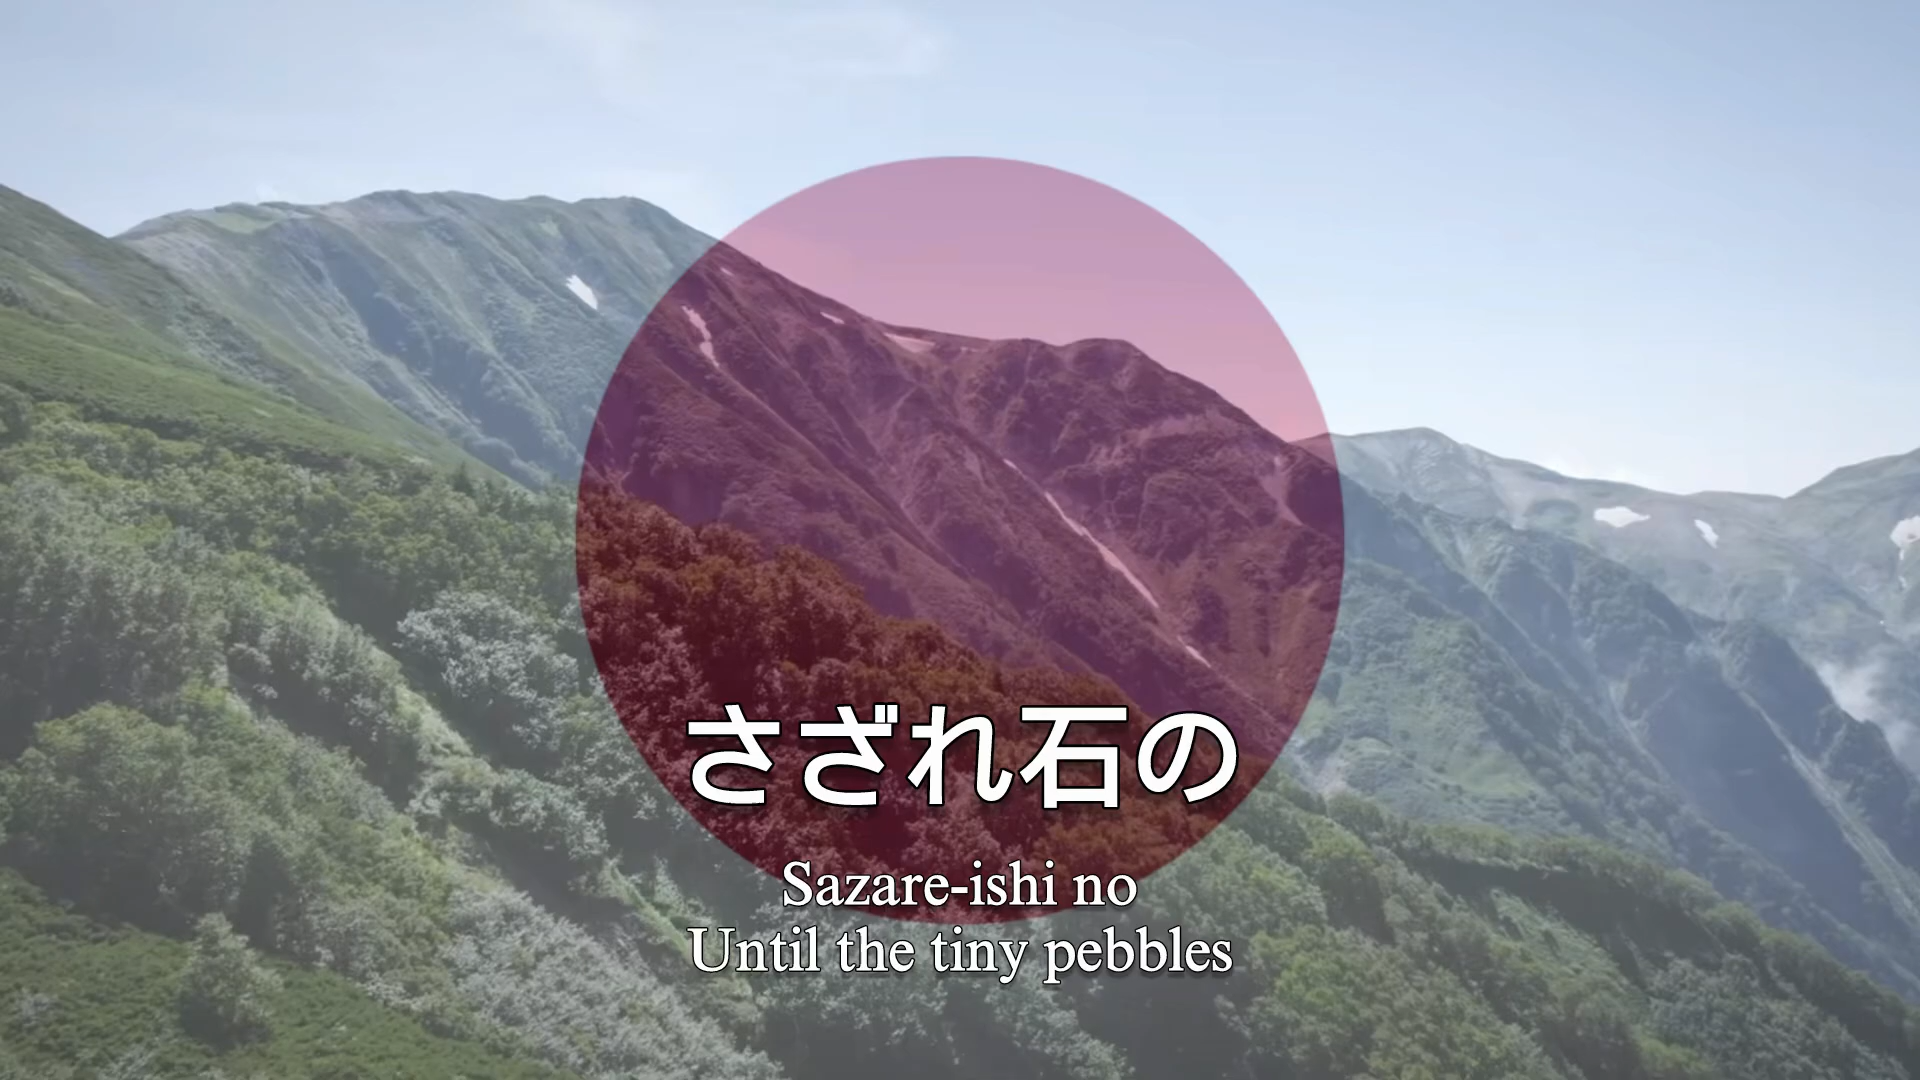 さざれ石の
Sazare-ishi no
Until the tiny pebbles